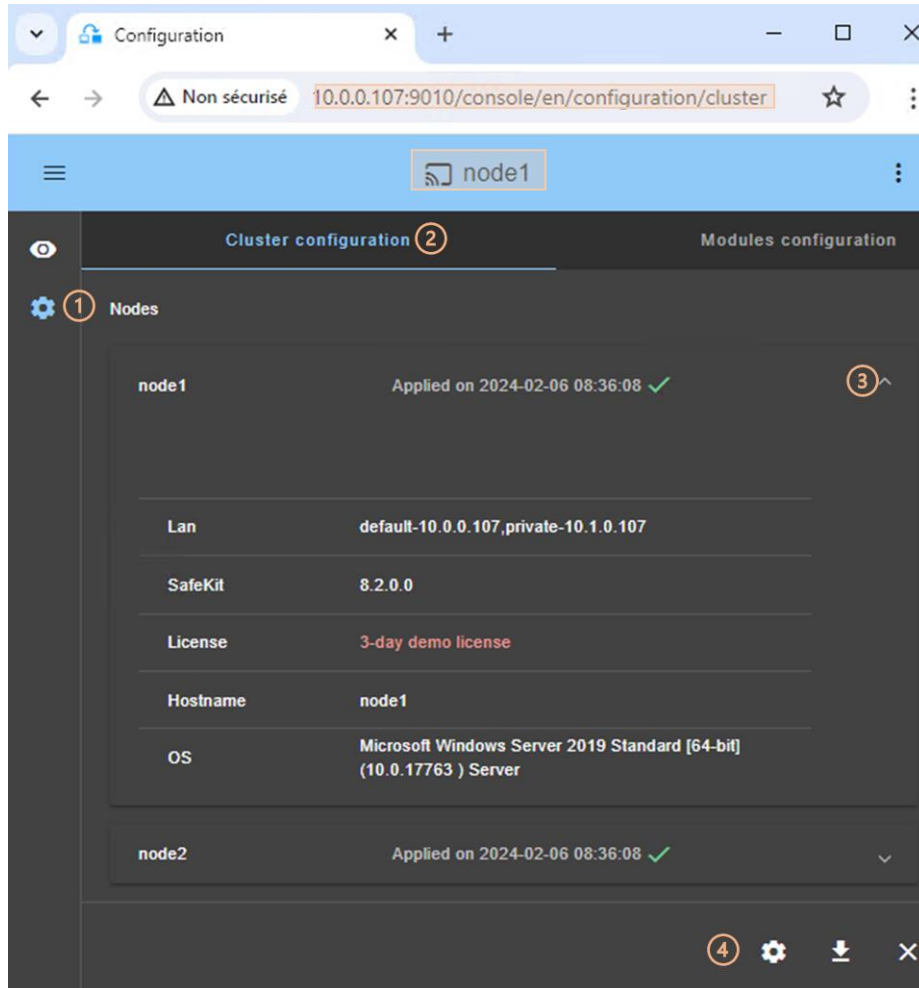 Configuration
Non sécurisé 10.0.0.107:9010/console/en/configuration/cluster
node1
Cluster configuration 2 Modules configuration
1 Nodes
node1 Applied on 2024-02-06 08:36:08 3
Lan default-10.0.0.107,private-10.1.0.107
SafeKit 8.2.0.0
License 3-day demo license
Hostname node1
OS Microsoft Windows Server 2019 Standard [64-bit]
(10.0.17763 ) Server
node2 Applied on 2024-02-06 08:36:08
4